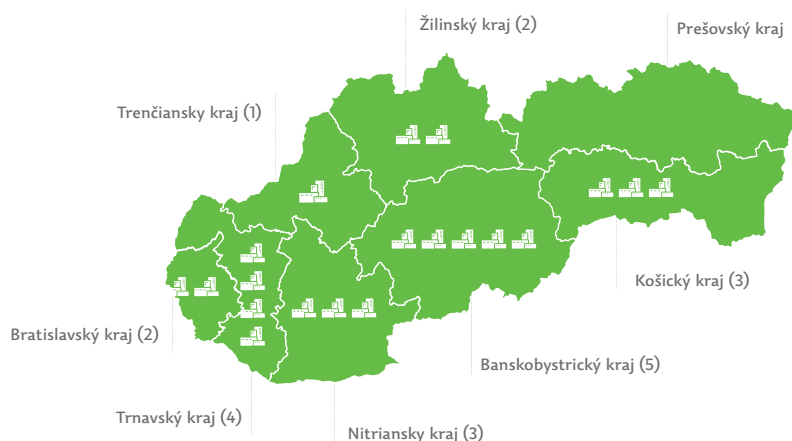 Žilinský kraj (2)
Prešovský kraj
Trenčiansky kraj (1)
Košický kraj (3)
Bratislavský kraj (2)
Banskobystrický kraj (5)
Trnavský kraj (4)
Nitriansky kraj (3)